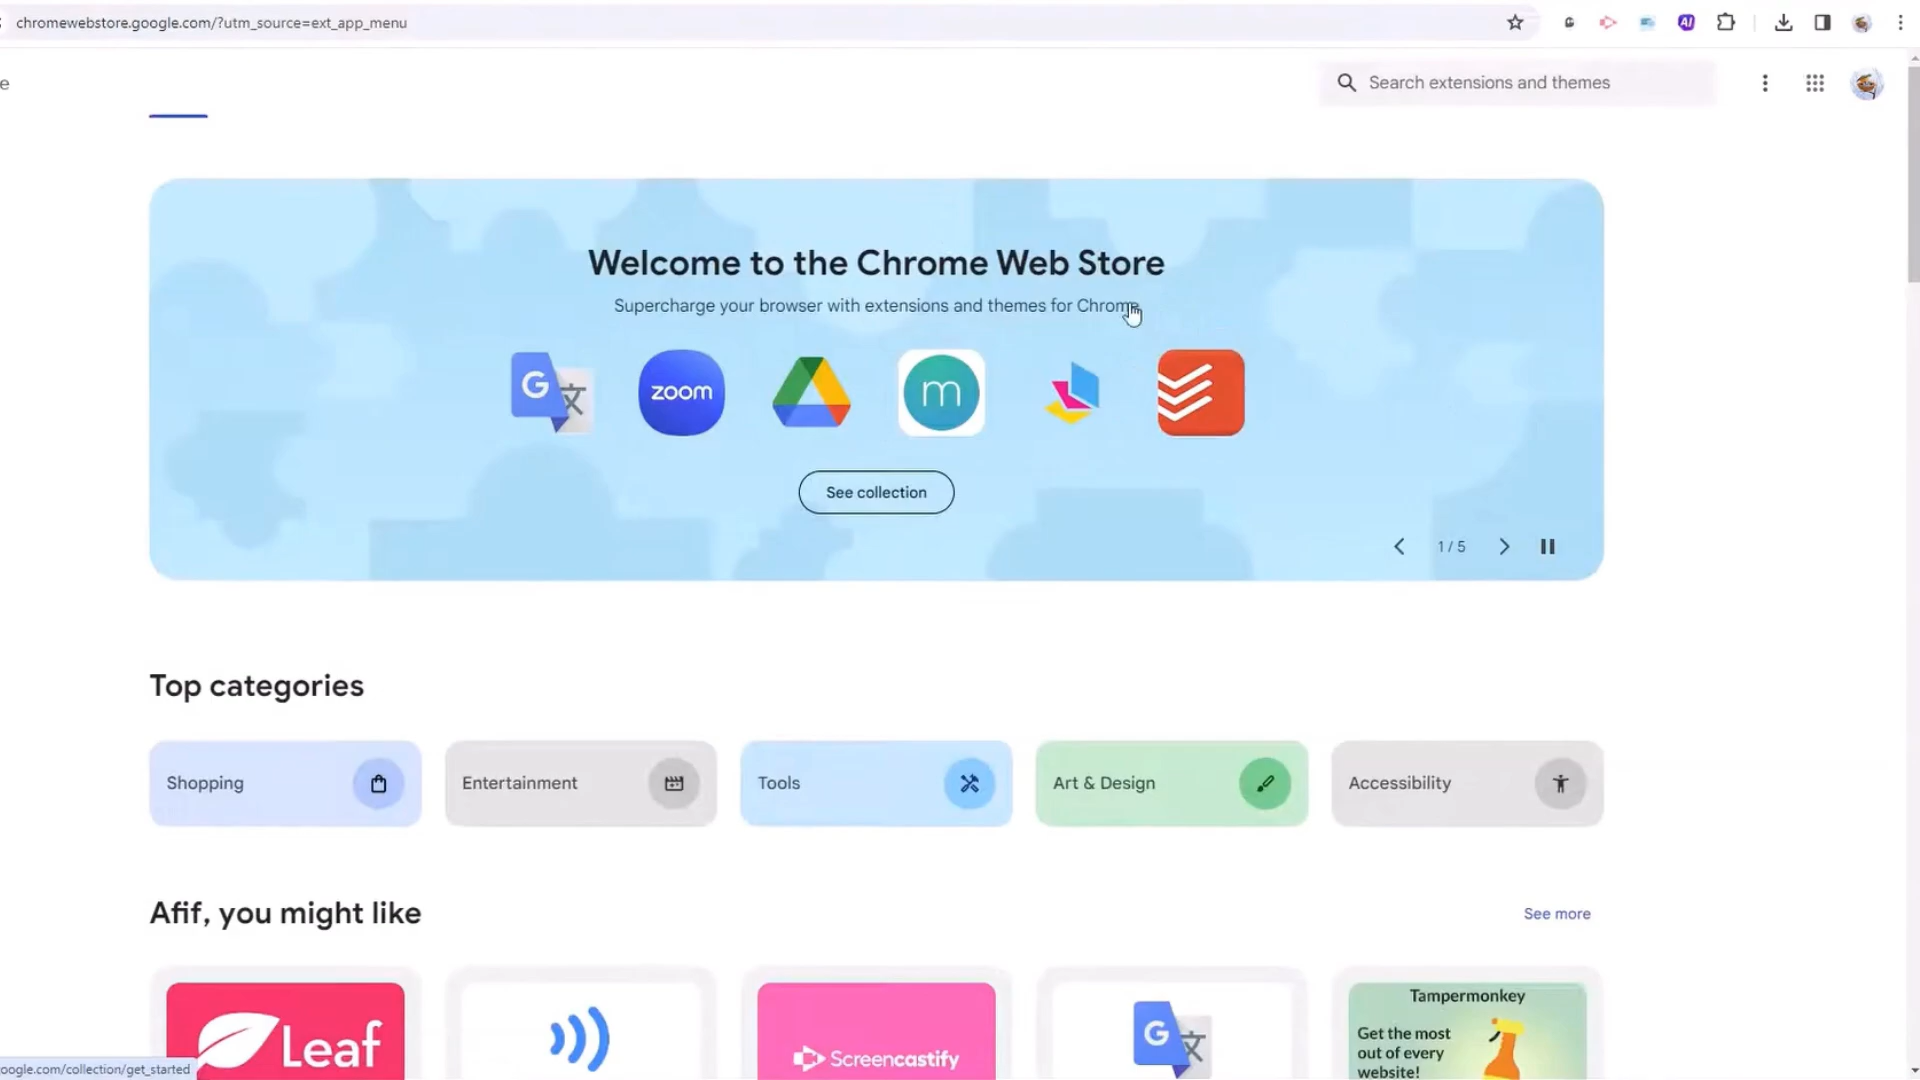 chromewebstore.google.com/?utm_source=ext_app_menu
AI
e
Search extensions and themes
Welcome to the Chrome Web Store
Supercharge your browser with extensions and themes for Chrome
G 文
zoom
m
See collection
1 / 5
Top categories
Shopping
Entertainment
Tools
Art & Design
Accessibility
Afif, you might like
See more
Leaf
Screencastify
G 文
Tampermonkey
Get the most
out of every
website!
oogle.com/collection/get_started